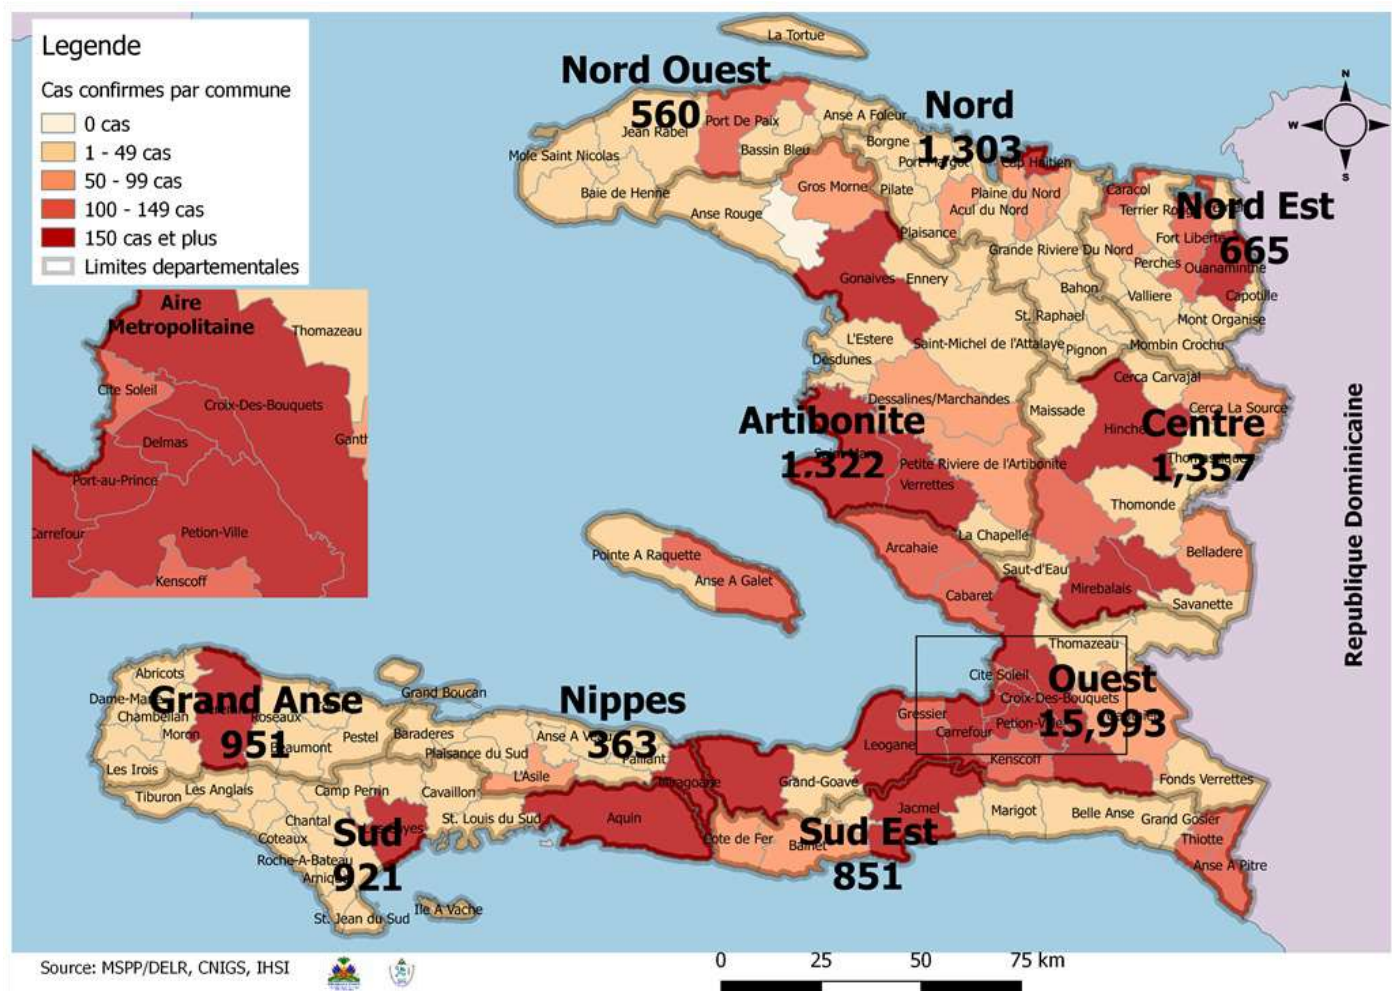 Legende
Cas confirmes par commune
0 cas
1 - 49 cas
50 - 99 cas
100 - 149 cas
150 cas et plus
Limites departementales
Aire
Metropolitaine
Thomazeau
Cite Soleil
Croix-Des-Bouquets
Delmas
Port-au-Prince
Carrefour
Petion-Ville
Kenscoff
La Tortue
Nord Ouest
560
Jean Rabel
Port De Paix
Anse A Foleur
Mole Saint Nicolas
Bassin Bleu
Baie de Henne
Nord
1,303
Borgne
Port Margot
Cap Haitien
Pilate
Plaine du Nord
Acul du Nord
Plaisance
Grande Riviere Du Nord
Bahon
St. Raphael
Pignon
Nord Est
665
Caracol
Terrier Rouge
Fort Liberte
Perches
Ouanaminthe
Valliere
Capotille
Mont Organise
Mombin Crochu
Anse Rouge
Gros Morne
Gonaives
Ennery
L'Estere
Saint-Michel de l'Attalaye
Desdunes
Dessalines/Marchandes
Artibonite
1,322
Petite Riviere de l'Artibonite
Verrettes
La Chapelle
Cerca Carvajal
Maissade
Cerca La Source
Hinche
Centre
1,357
Thomonde
Belladere
Saut-d'Eau
Mirebalais
Savanette
Pointe A Raquette
Anse A Galet
Arcahaie
Cabaret
Thomazeau
Cite Soleil
Ouest
15,993
Croix-Des-Bouquets
Gressier
Carrefour
Leogane
Kenscoff
Grand-Goave
Fonds Verrettes
Republique Dominicaine
Abricots
Grand Anse
951
Chambellan
Moron
Roseaux
Beaumont
Pestel
Les Irois
Grand Boucan
Nippes
363
Baraderes
Anse A Veau
Plaisance du Sud
Paillant
L'Asile
Miragoane
Tiburon
Les Anglais
Camp Perrin
Cavaillon
Chantal
St. Louis du Sud
Aquin
Coteaux
Sud
921
Roche-A-Bateau
St. Jean du Sud
Ile A Vache
Cote de Fer
Bainet
Sud Est
851
Jacmel
Marigot
Belle Anse
Grand Gosier
Thiotte
Anse A Pitre
N
W
S
Source: MSPP/DELR, CNIGS, IHSI
0 25 50 75 km